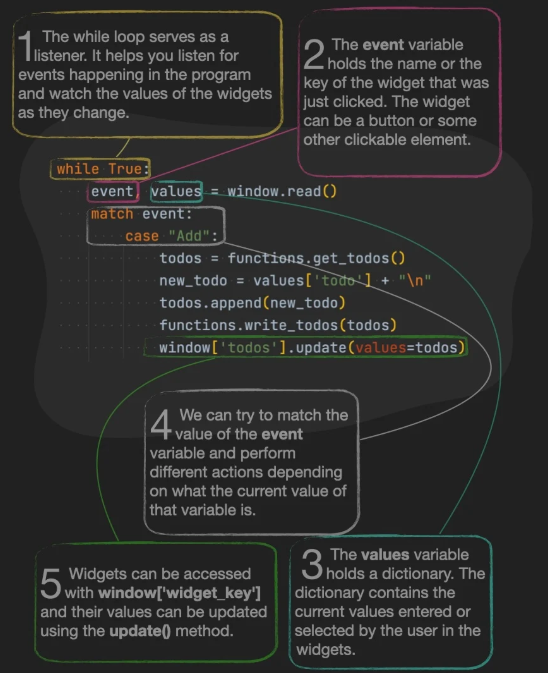 1 The while loop serves as a
listener. It helps you listen for
events happening in the program
and watch the values of the widgets
as they change.
2 The event variable
holds the name or the
key of the widget that was
just clicked. The widget
can be a button or some
other clickable element.
while True:
event, values = window.read()
match event:
case "Add":
todos = functions.get_todos()
new_todo = values['todo'] + "\n"
todos.append(new_todo)
functions.write_todos(todos)
window['todos'].update(values=todos)
4 We can try to match the
value of the event
variable and perform
different actions depending
on what the current value of
that variable is.
5 Widgets can be accessed
with window['widget_key']
and their values can be updated
using the update() method.
3 The values variable
holds a dictionary. The
dictionary contains the
current values entered or
selected by the user in the
widgets.